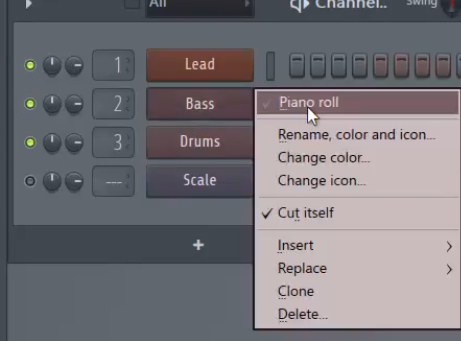 All
Channel..
Swing
1
Lead
2
Bass
3
Drums
---
Scale
+
Piano roll
Rename, color and icon...
Change color...
Change icon...
✓ Cut itself
Insert >
Replace >
Clone
Delete...